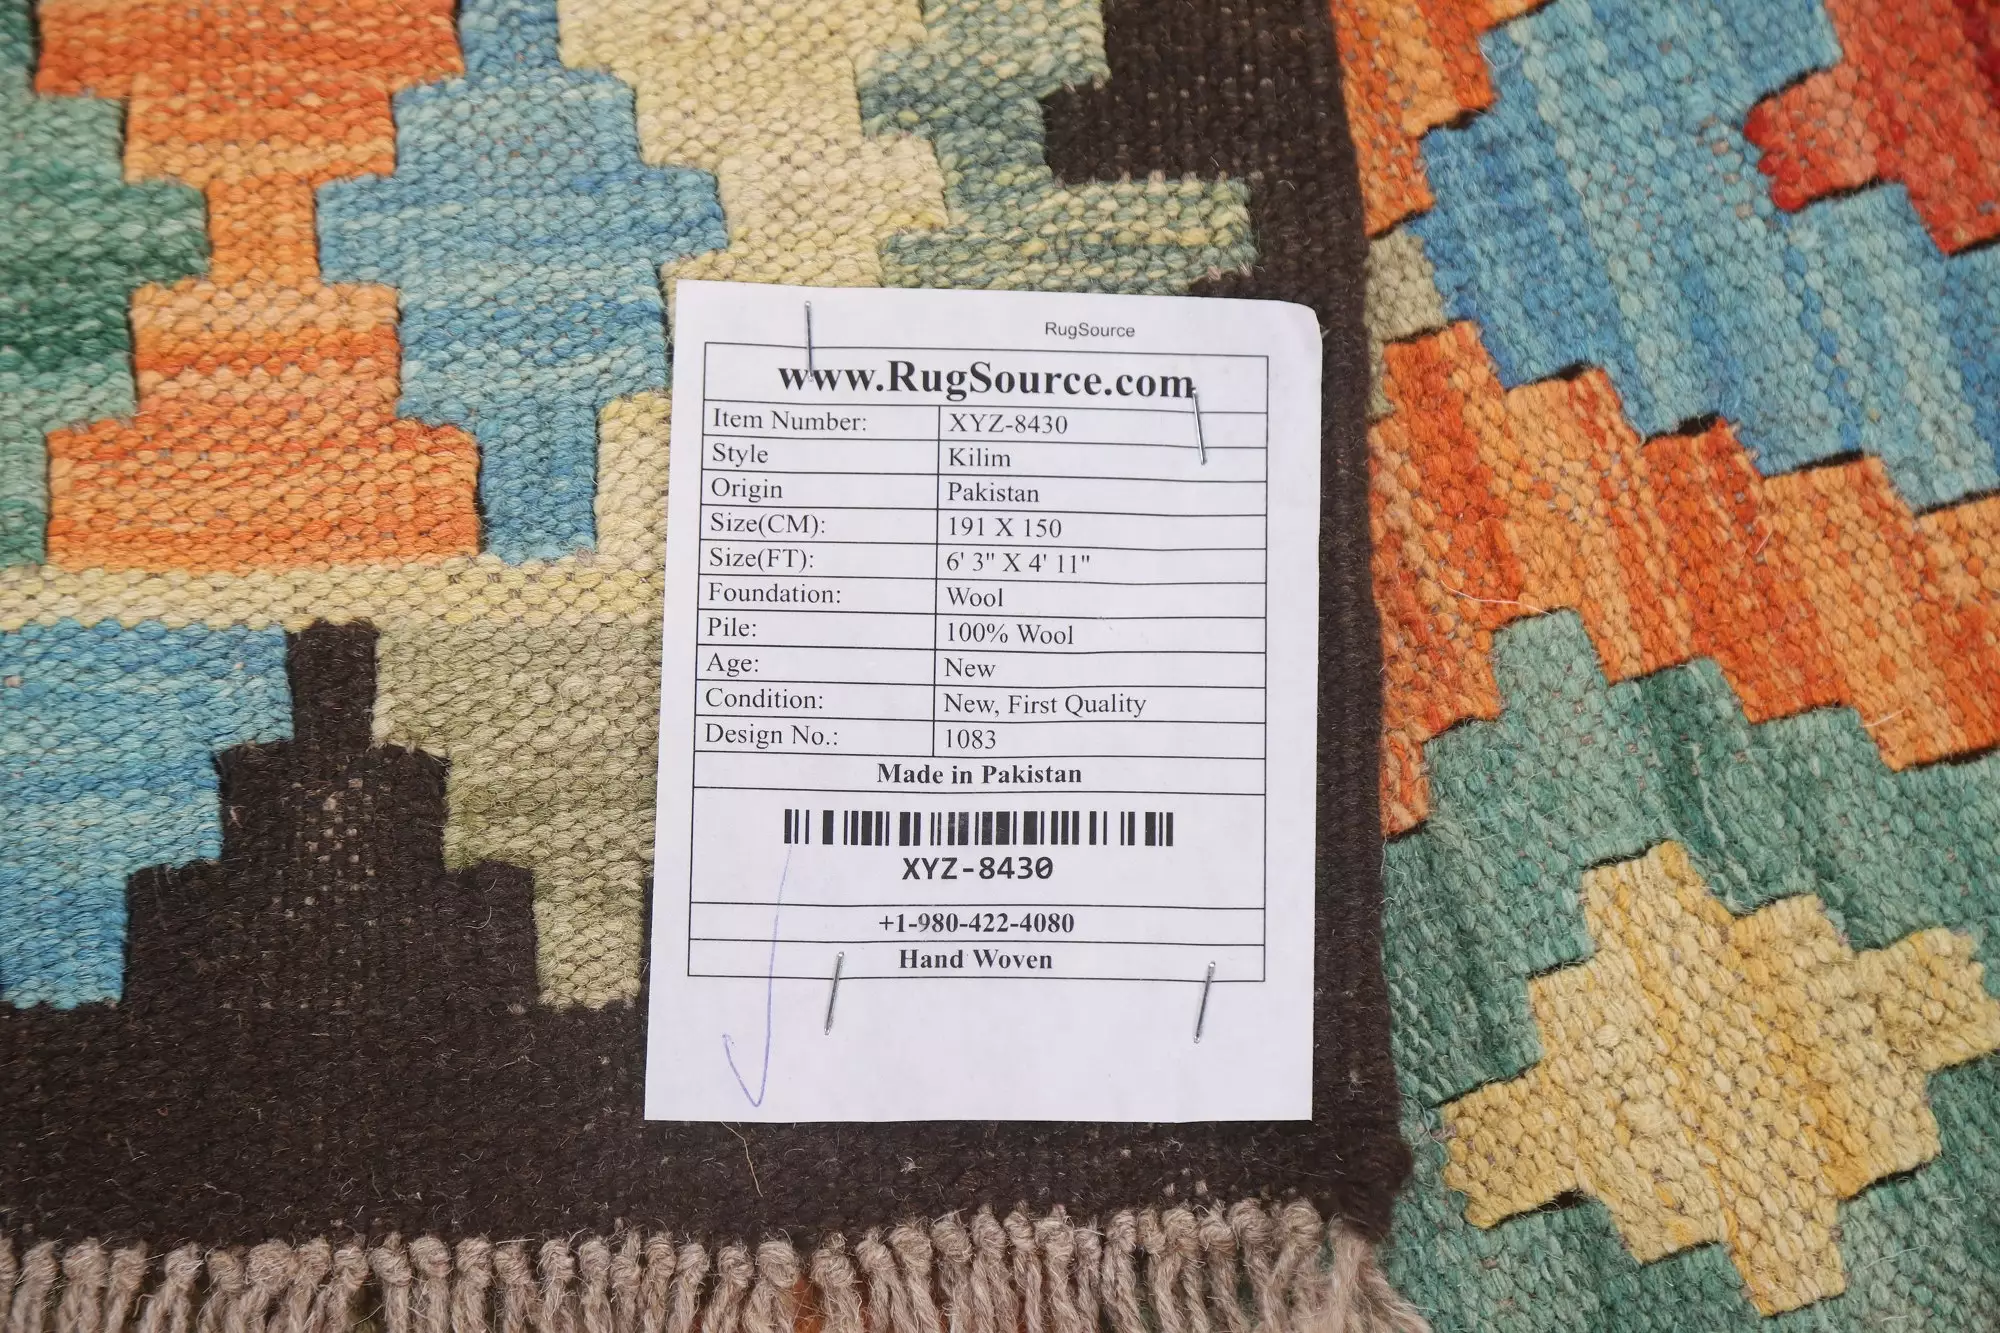 RugSource
www.RugSource.com
Item Number: XYZ-8430
Style Kilim
Origin Pakistan
Size(CM): 191 X 150
Size(FT): 6' 3" X 4' 11"
Foundation: Wool
Pile: 100% Wool
Age: New
Condition: New, First Quality
Design No.: 1083
Made in Pakistan
XYZ-8430
+1-980-422-4080
Hand Woven